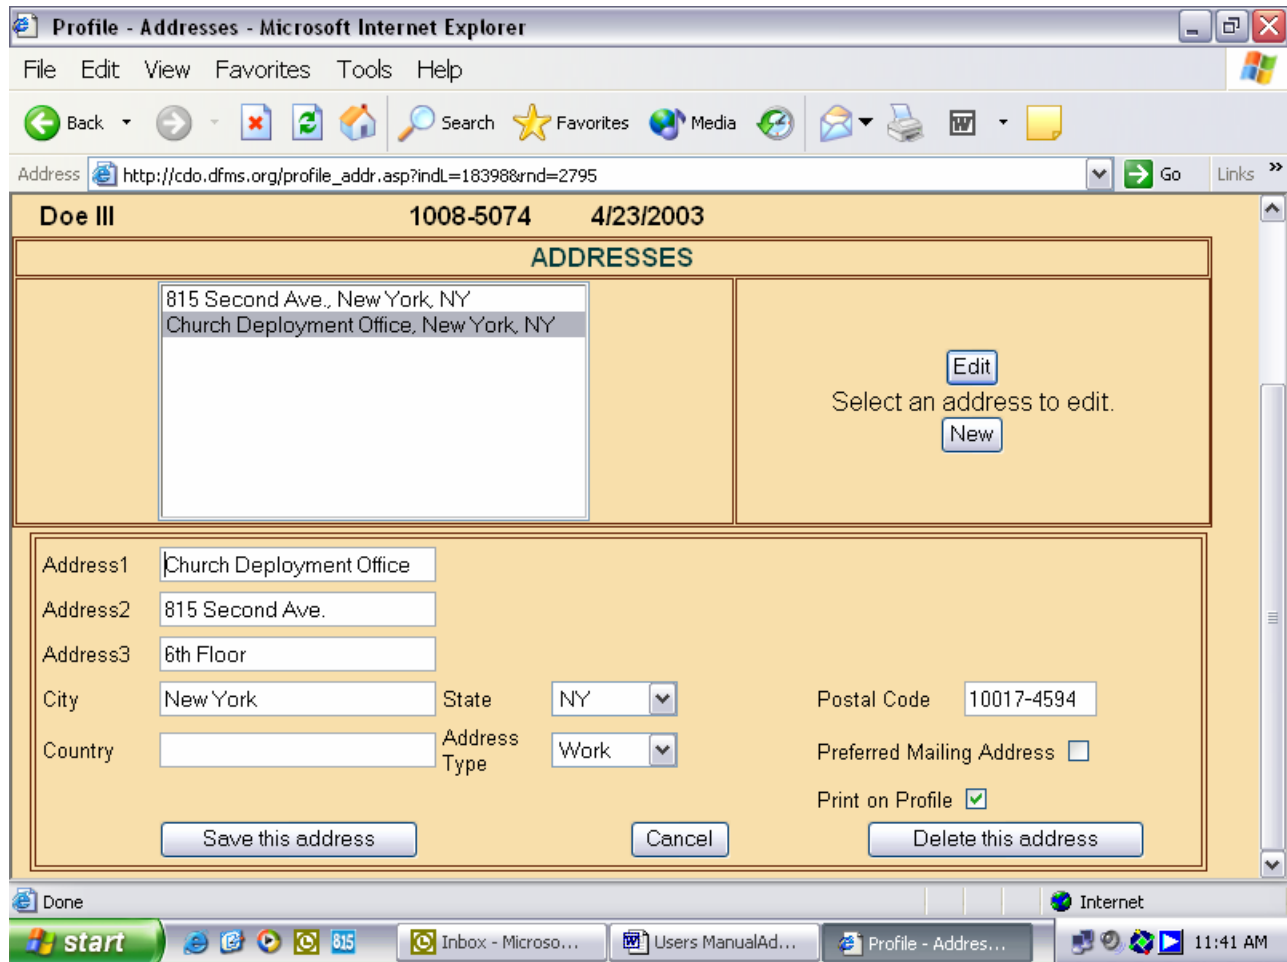 Profile - Addresses - Microsoft Internet Explorer
File Edit View Favorites Tools Help
Back Search Favorites Media W
Address http://cdo.dfms.org/profile_addr.asp?indL=18398&rnd=2795 Go Links »
Doe III 1008-5074 4/23/2003
ADDRESSES
815 Second Ave., New York, NY
Church Deployment Office, New York, NY
Edit
Select an address to edit.
New
Address1 Church Deployment Office
Address2 815 Second Ave.
Address3 6th Floor
City New York State NY Postal Code 10017-4594
Country Address Type Work Preferred Mailing Address
Print on Profile
Save this address Cancel Delete this address
Done Internet
start 815 Inbox - Microso... Users ManualAd... Profile - Addres... 11:41 AM